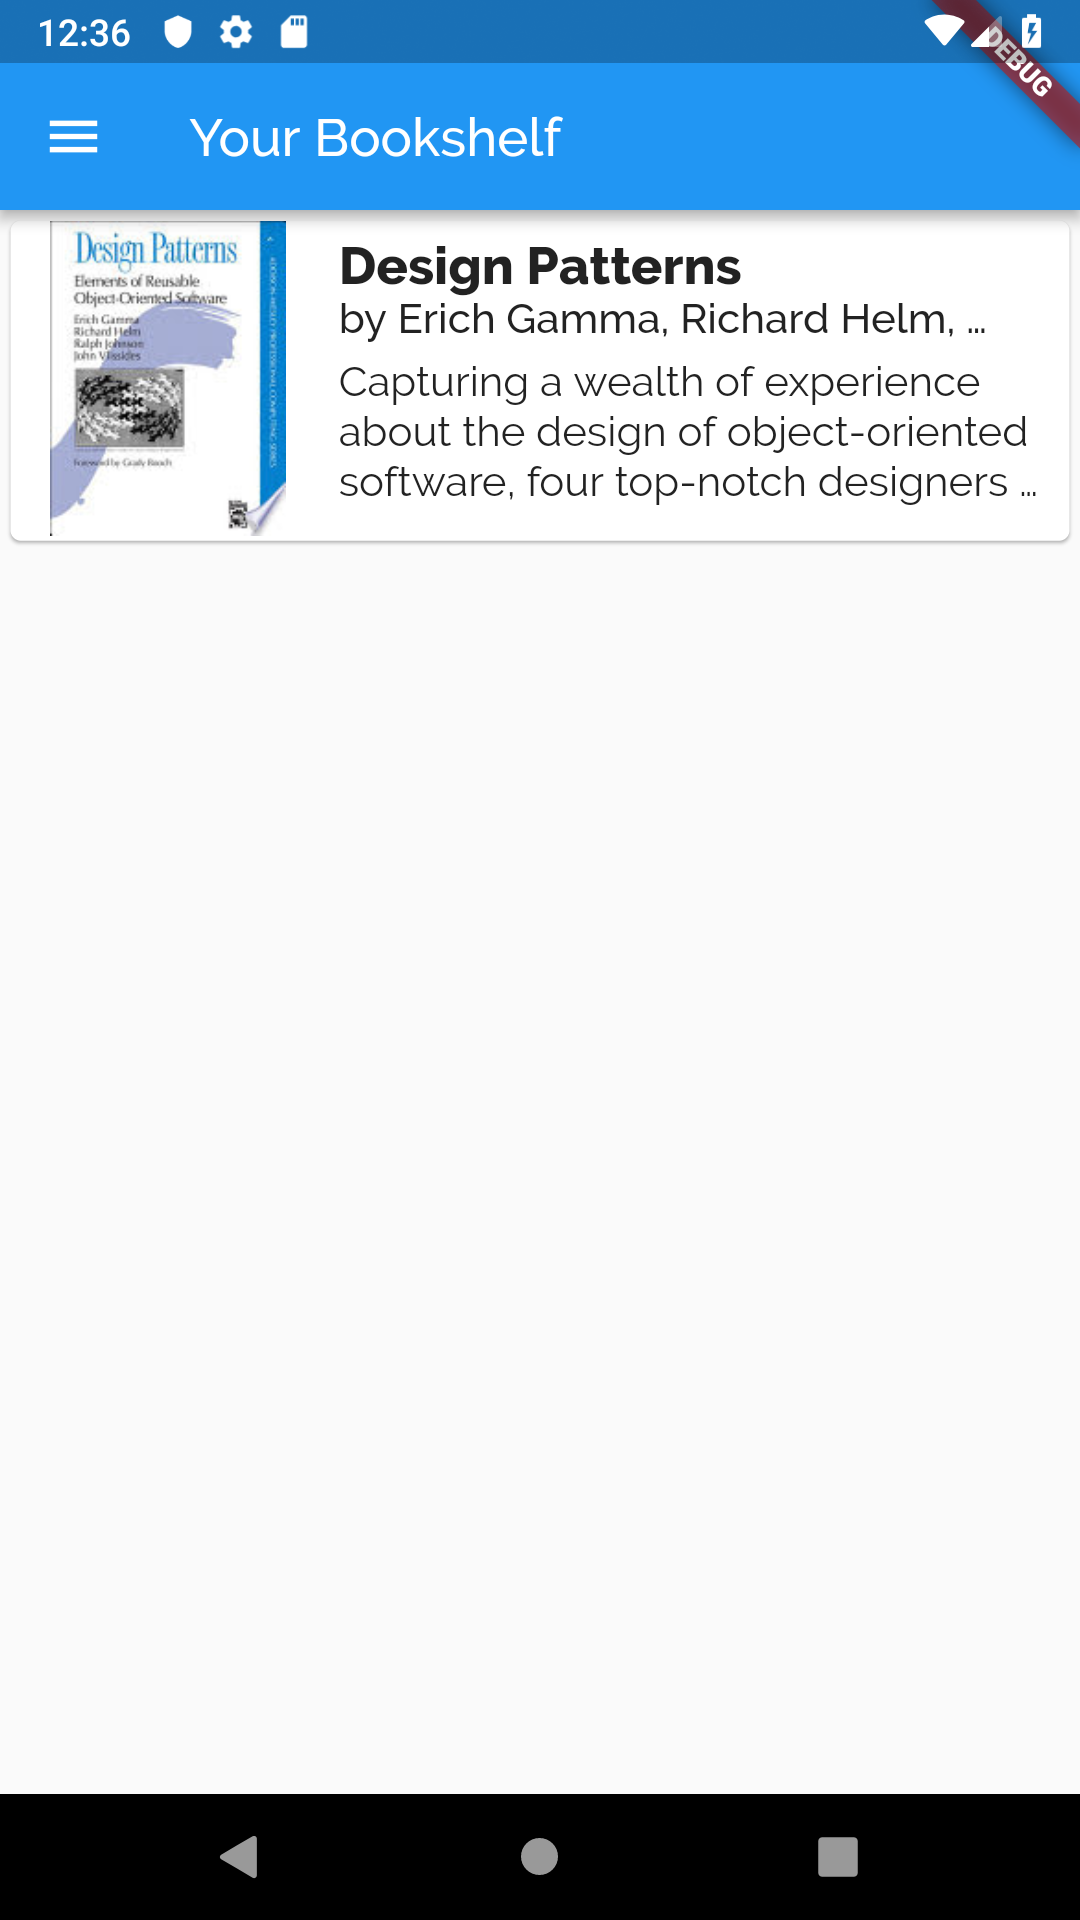 12:36
DEBUG
Your Bookshelf
Design Patterns
Elements of Reusable
Object-Oriented Software
Erich Gamma
Richard Helm
Ralph Johnson
John Vlissides
Foreword by Grady Booch
ADDISON-WESLEY PROFESSIONAL COMPUTING SERIES
Design Patterns
by Erich Gamma, Richard Helm, ...
Capturing a wealth of experience
about the design of object-oriented
software, four top-notch designers ...